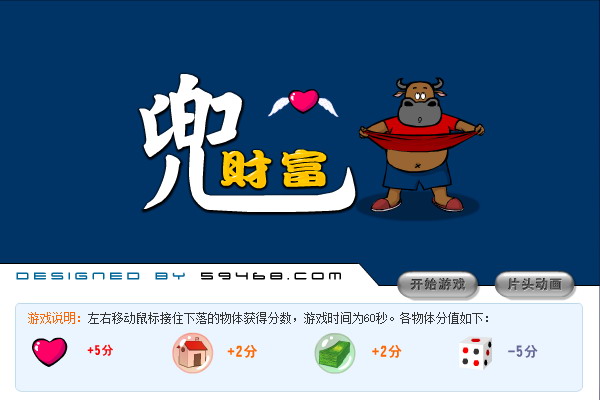 兜
财富
DESIGNED BY 59468.COM
开始游戏
片头动画
游戏说明：左右移动鼠标接住下落的物体获得分数，游戏时间为60秒。各物体分值如下：
+5分
+2分
+2分
-5分